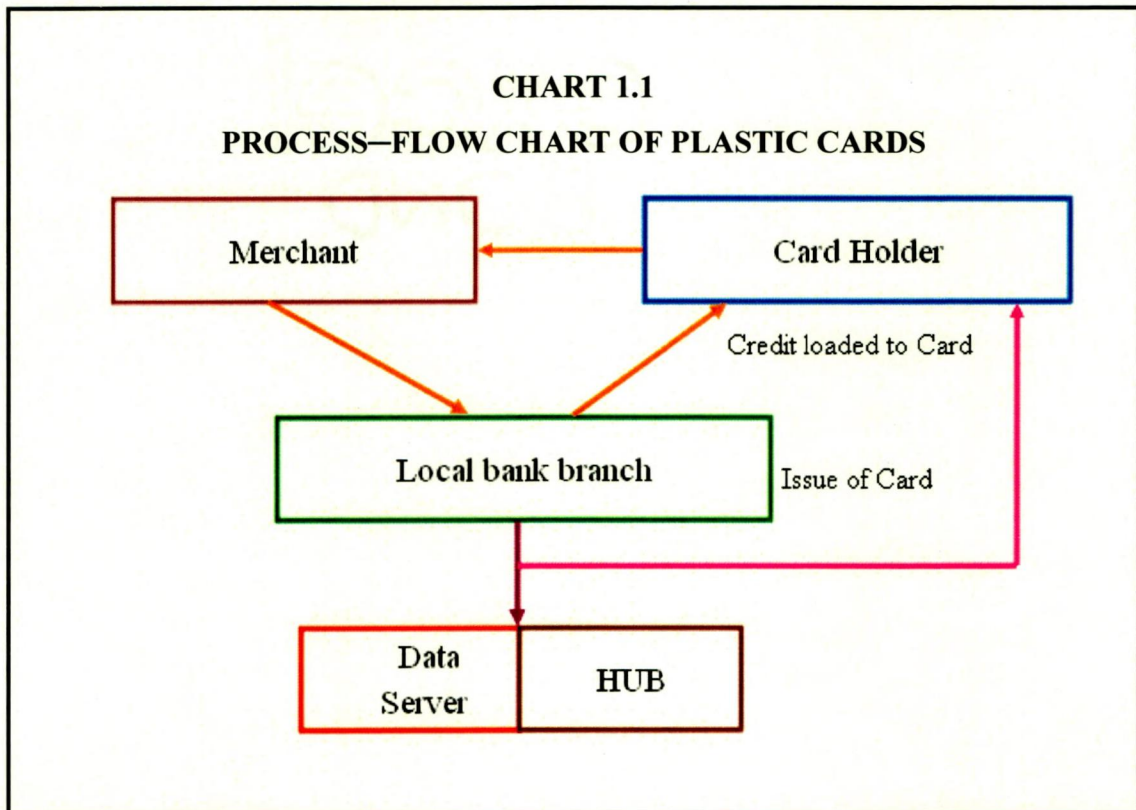 CHART 1.1
PROCESS—FLOW CHART OF PLASTIC CARDS
Merchant
Card Holder
Credit loaded to Card
Local bank branch
Issue of Card
Data
Server
HUB